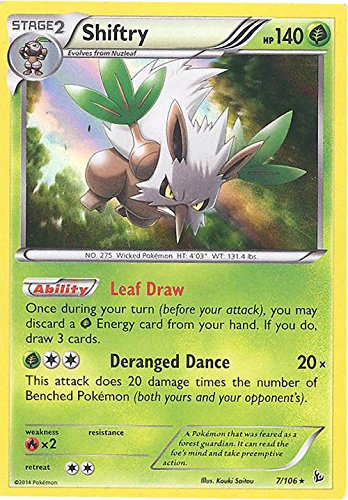 STAGE2
Shiftry
HP 140
Evolves from Nuzleaf
NO. 275 Wicked Pokémon HT: 4'03" WT: 131.4 lbs.
Ability Leaf Draw
Once during your turn (before your attack), you may
discard a Energy card from your hand. If you do,
draw 3 cards.
Deranged Dance 20×
This attack does 20 damage times the number of
Benched Pokémon (both yours and your opponent's).
weakness resistance
×2
retreat
A Pokémon that was feared as a
forest guardian. It can read the
foe's mind and take preemptive
action.
©2014 Pokémon
Illus. Kouki Saitou
7/106 ★